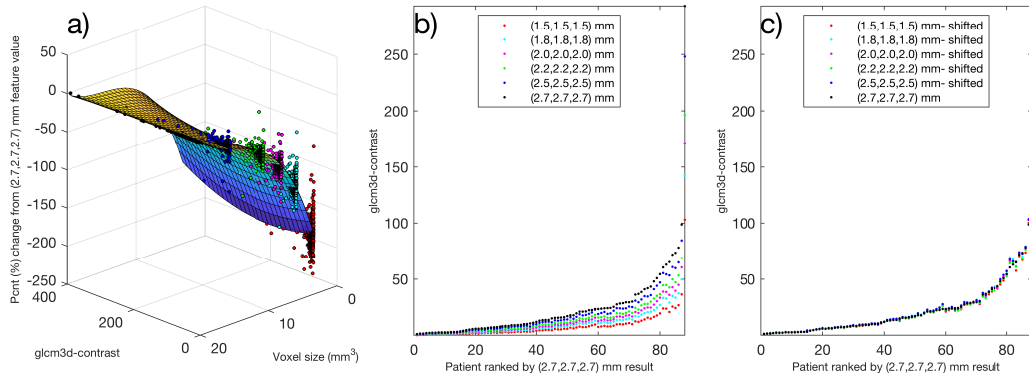 a)
50
0
-50
-100
-150
-200
-250
400
200
0
20
10
0
Pcnt (%) change from (2.7,2.7,2.7) mm feature value
glcm3d-contrast
Voxel size (mm³)
b)
(1.5,1.5,1.5) mm
(1.8,1.8,1.8) mm
(2.0,2.0,2.0) mm
(2.2,2.2,2.2) mm
(2.5,2.5,2.5) mm
(2.7,2.7,2.7) mm
250
200
150
100
50
glcm3d-contrast
0 20 40 60 80
Patient ranked by (2.7,2.7,2.7) mm result
c)
(1.5,1.5,1.5) mm- shifted
(1.8,1.8,1.8) mm- shifted
(2.0,2.0,2.0) mm- shifted
(2.2,2.2,2.2) mm- shifted
(2.5,2.5,2.5) mm- shifted
(2.7,2.7,2.7) mm
250
200
150
100
50
glcm3d-contrast
0 20 40 60 80
Patient ranked by (2.7,2.7,2.7) mm result